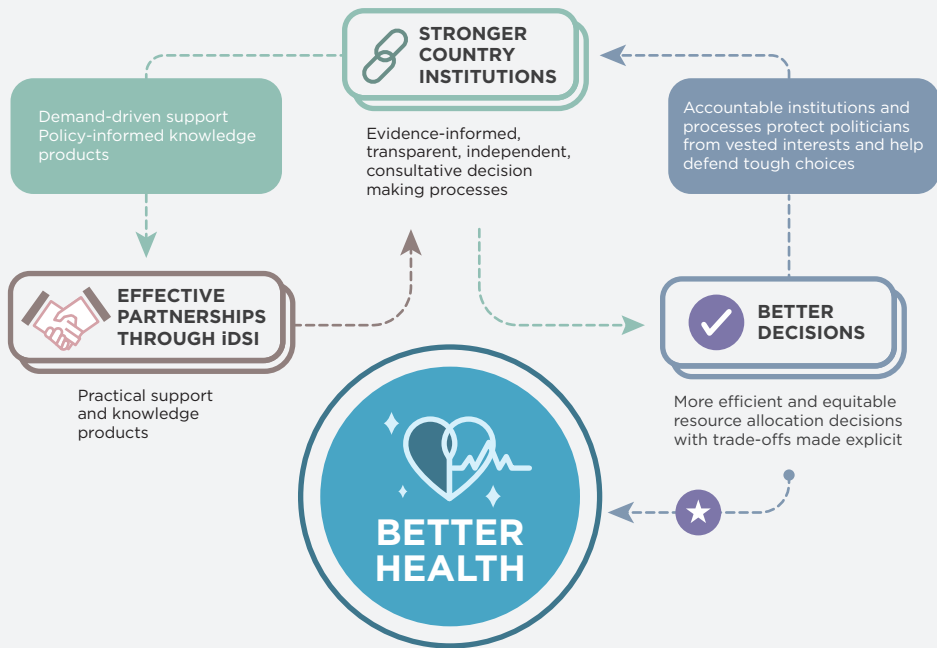 STRONGER
COUNTRY
INSTITUTIONS
Evidence-informed,
transparent, independent,
consultative decision
making processes
Demand-driven support
Policy-informed knowledge
products
Accountable institutions and
processes protect politicians
from vested interests and help
defend tough choices
EFFECTIVE
PARTNERSHIPS
THROUGH iDSI
Practical support
and knowledge
products
BETTER
DECISIONS
More efficient and equitable
resource allocation decisions
with trade-offs made explicit
BETTER
HEALTH